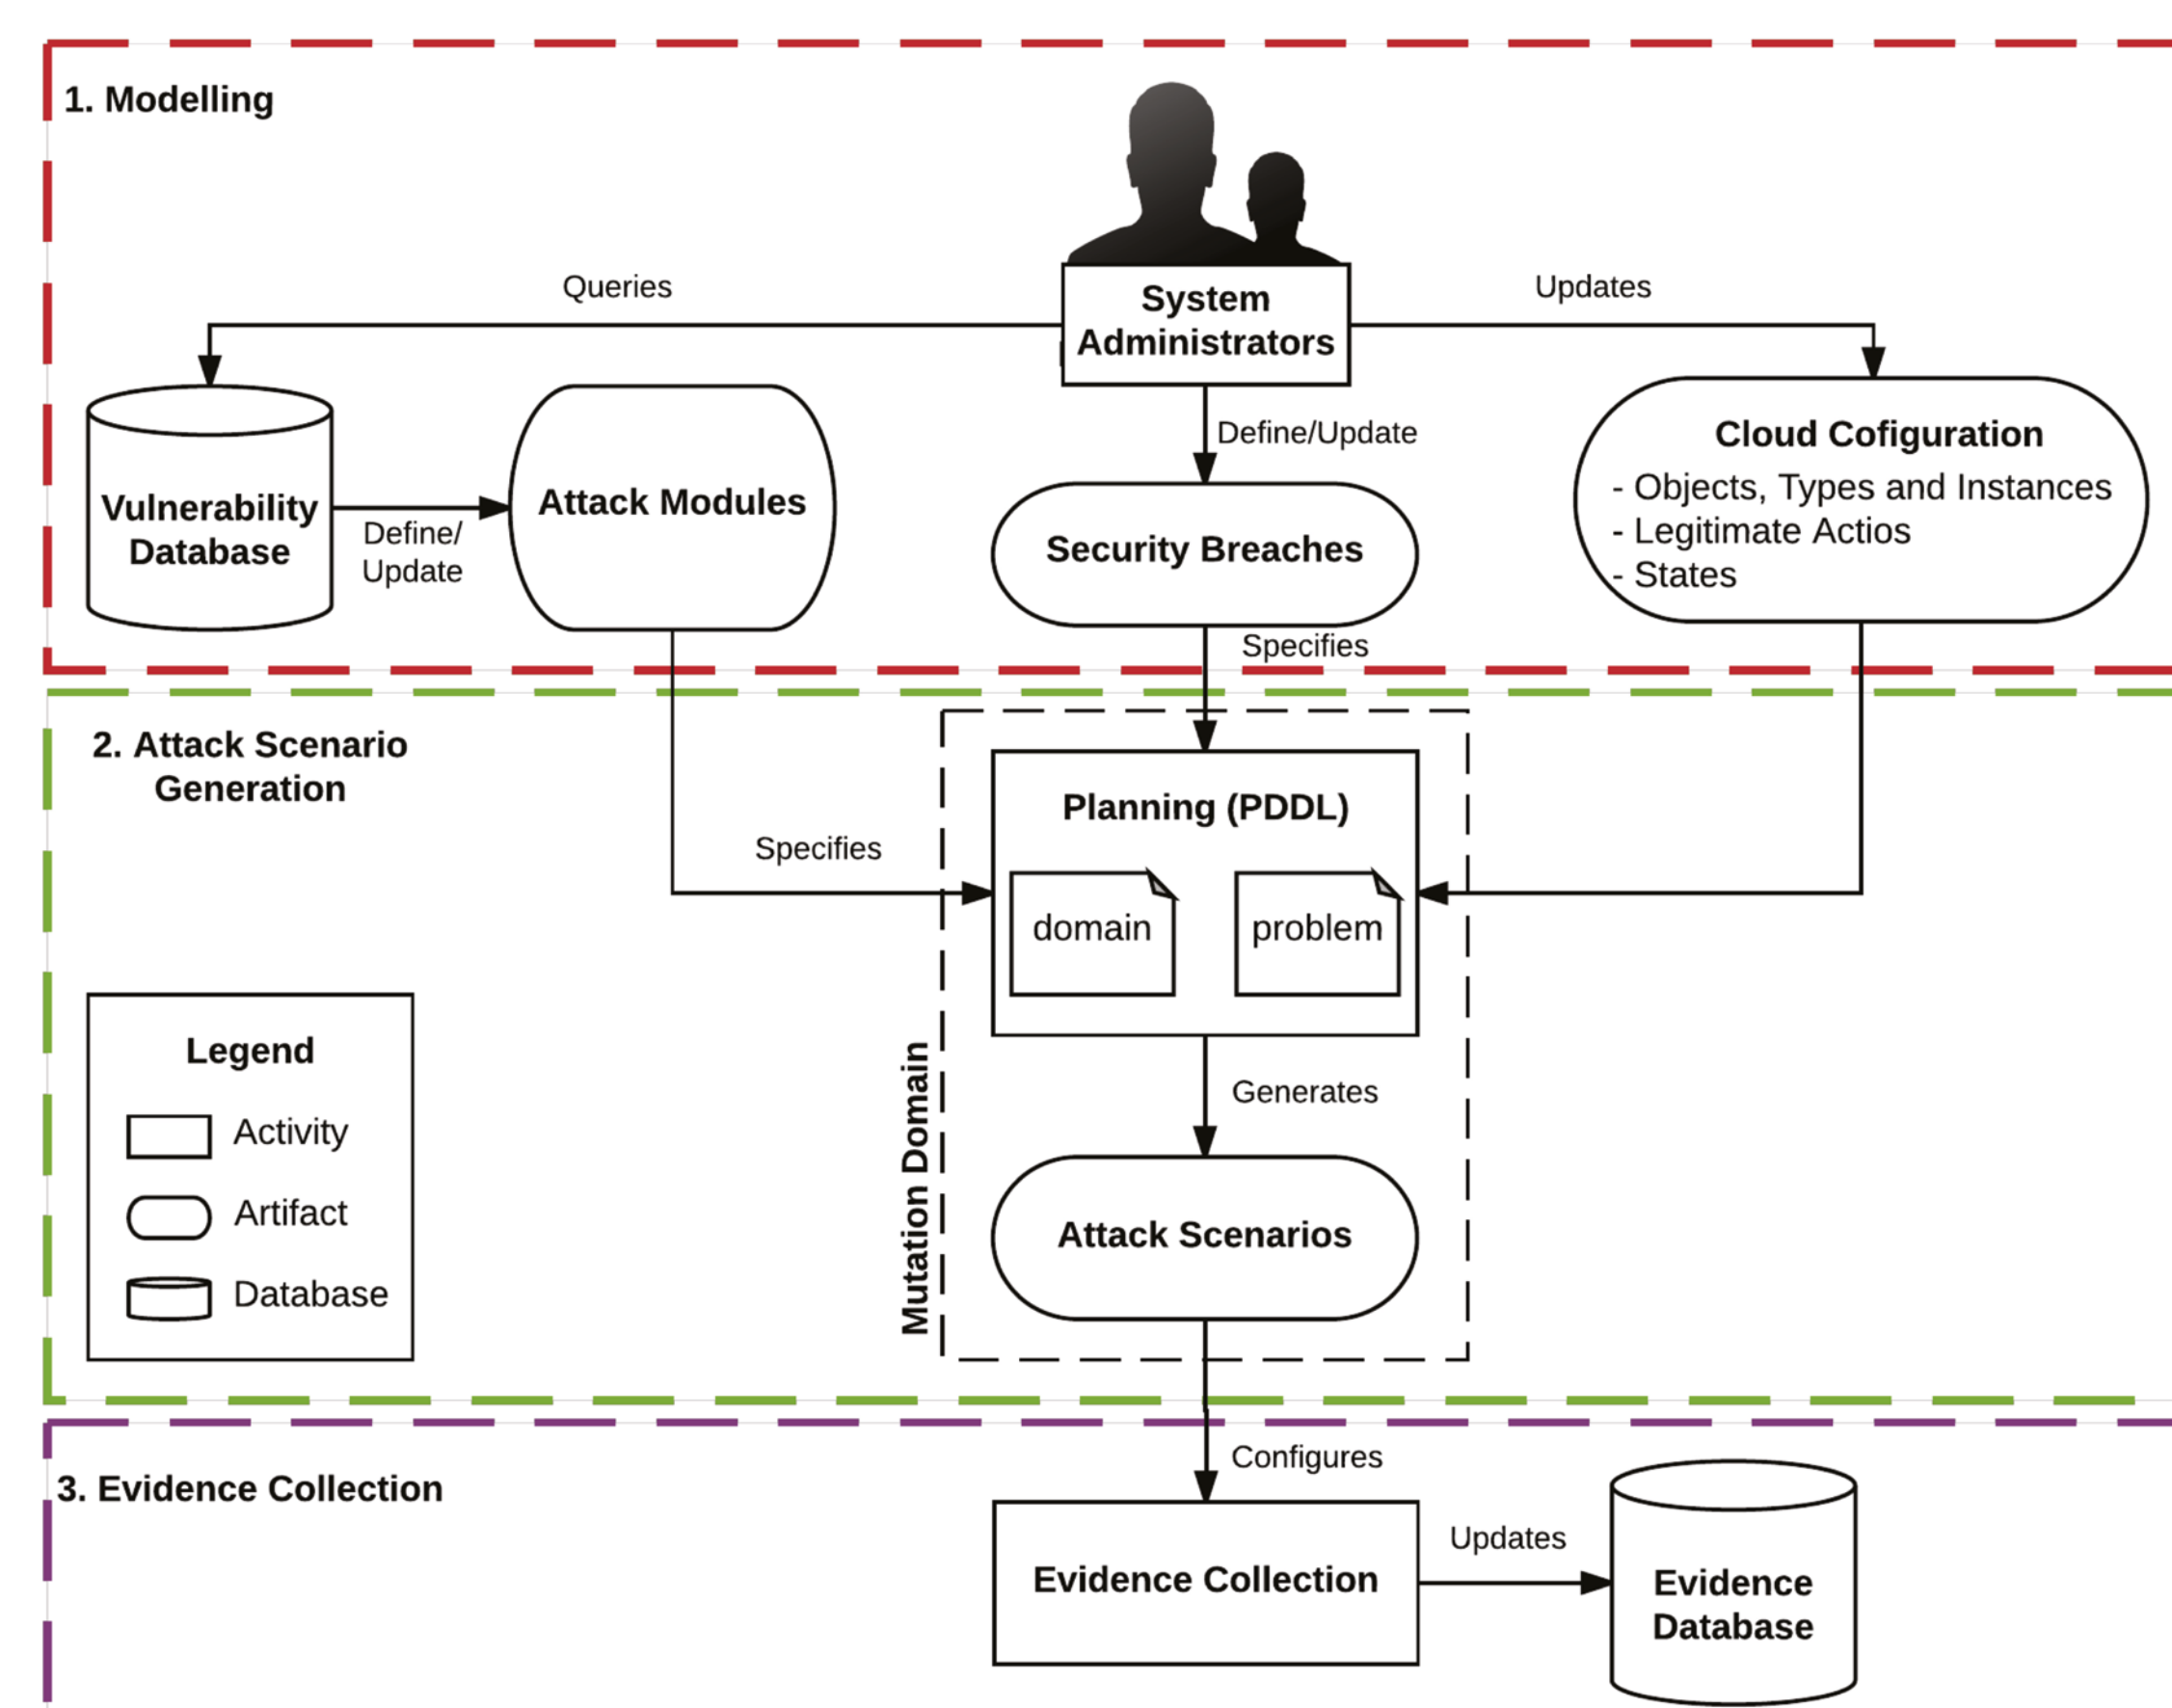 1. Modelling
System
Administrators
Queries
Updates
Define/Update
Vulnerability
Database
Define/
Update
Attack Modules
Security Breaches
Cloud Cofiguration
- Objects, Types and Instances
- Legitimate Actios
- States
Specifies
2. Attack Scenario
Generation
Planning (PDDL)
Specifies
domain
problem
Mutation Domain
Generates
Attack Scenarios
Legend
Activity
Artifact
Database
Configures
3. Evidence Collection
Evidence Collection
Updates
Evidence
Database